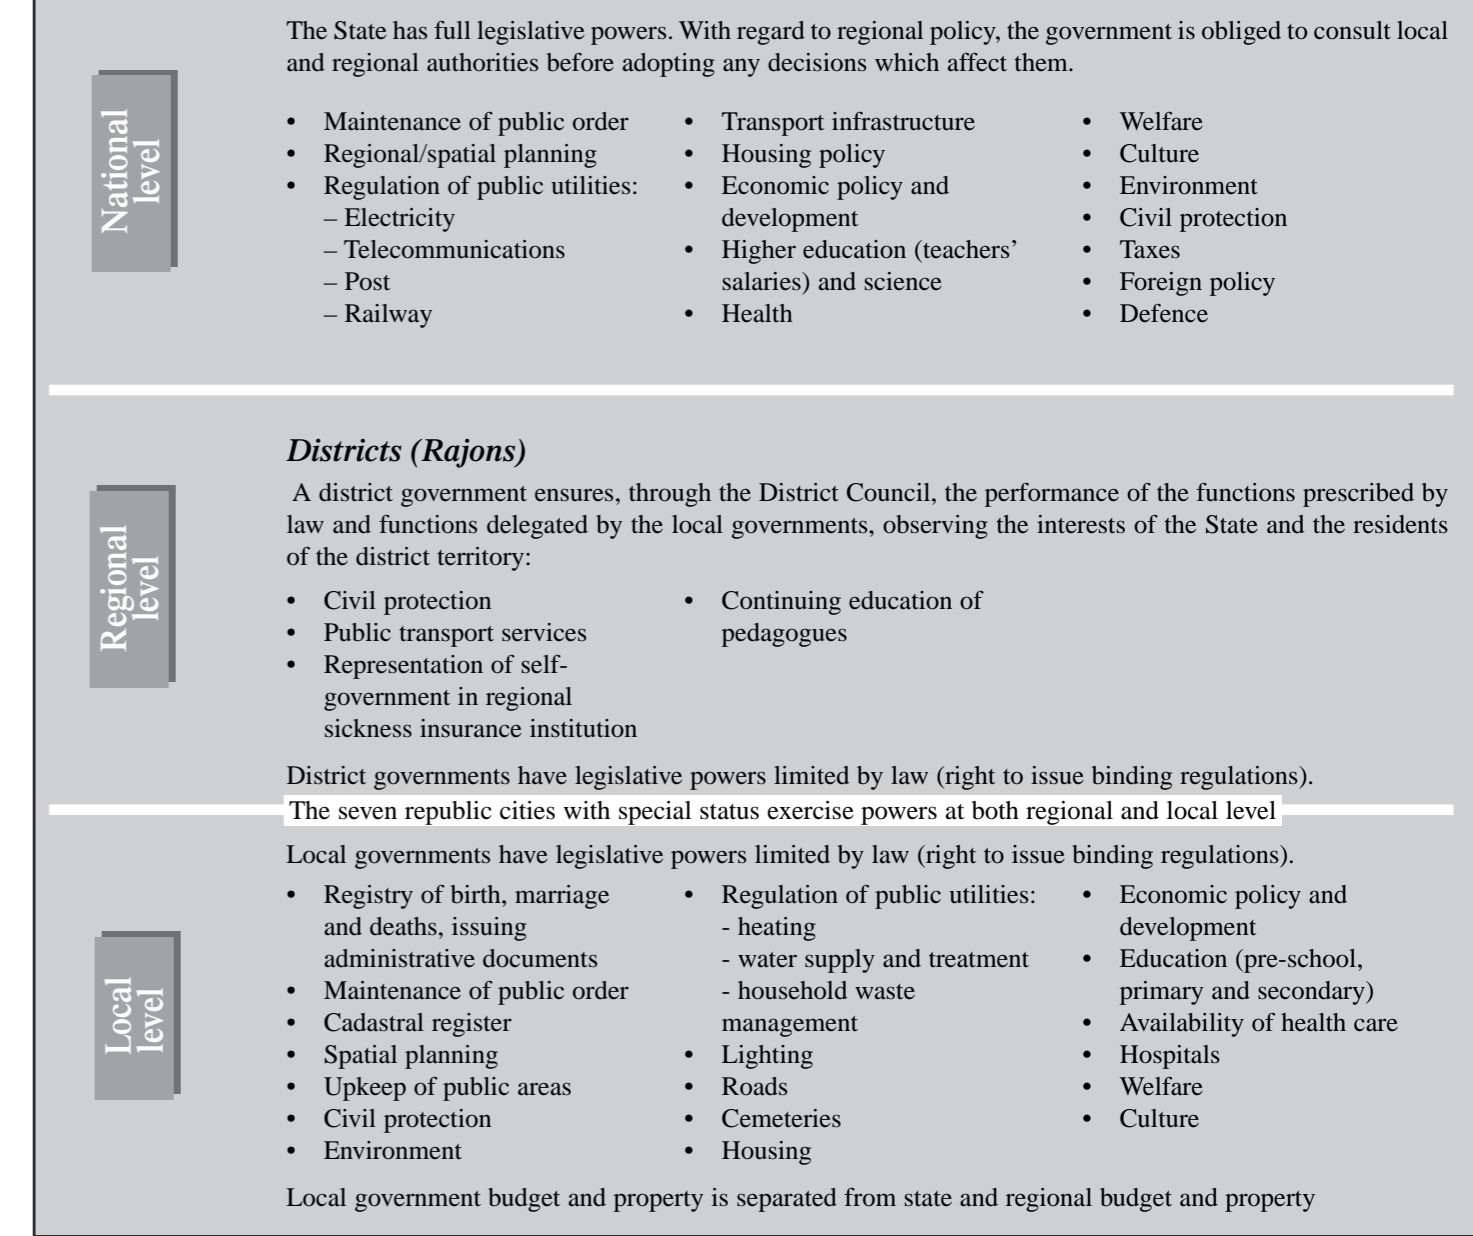 The State has full legislative powers. With regard to regional policy, the government is obliged to consult local
and regional authorities before adopting any decisions which affect them.
National
level
• Maintenance of public order
• Regional/spatial planning
• Regulation of public utilities:
– Electricity
– Telecommunications
– Post
– Railway
• Transport infrastructure
• Housing policy
• Economic policy and
development
• Higher education (teachers’
salaries) and science
• Health
• Welfare
• Culture
• Environment
• Civil protection
• Taxes
• Foreign policy
• Defence
Districts (Rajons)
A district government ensures, through the District Council, the performance of the functions prescribed by
law and functions delegated by the local governments, observing the interests of the State and the residents
of the district territory:
Regional
level
• Civil protection
• Public transport services
• Representation of self-
government in regional
sickness insurance institution
• Continuing education of
pedagogues
District governments have legislative powers limited by law (right to issue binding regulations).
The seven republic cities with special status exercise powers at both regional and local level
Local governments have legislative powers limited by law (right to issue binding regulations).
Local
level
• Registry of birth, marriage
and deaths, issuing
administrative documents
• Maintenance of public order
• Cadastral register
• Spatial planning
• Upkeep of public areas
• Civil protection
• Environment
• Regulation of public utilities:
- heating
- water supply and treatment
- household waste
management
• Lighting
• Roads
• Cemeteries
• Housing
• Economic policy and
development
• Education (pre-school,
primary and secondary)
• Availability of health care
• Hospitals
• Welfare
• Culture
Local government budget and property is separated from state and regional budget and property